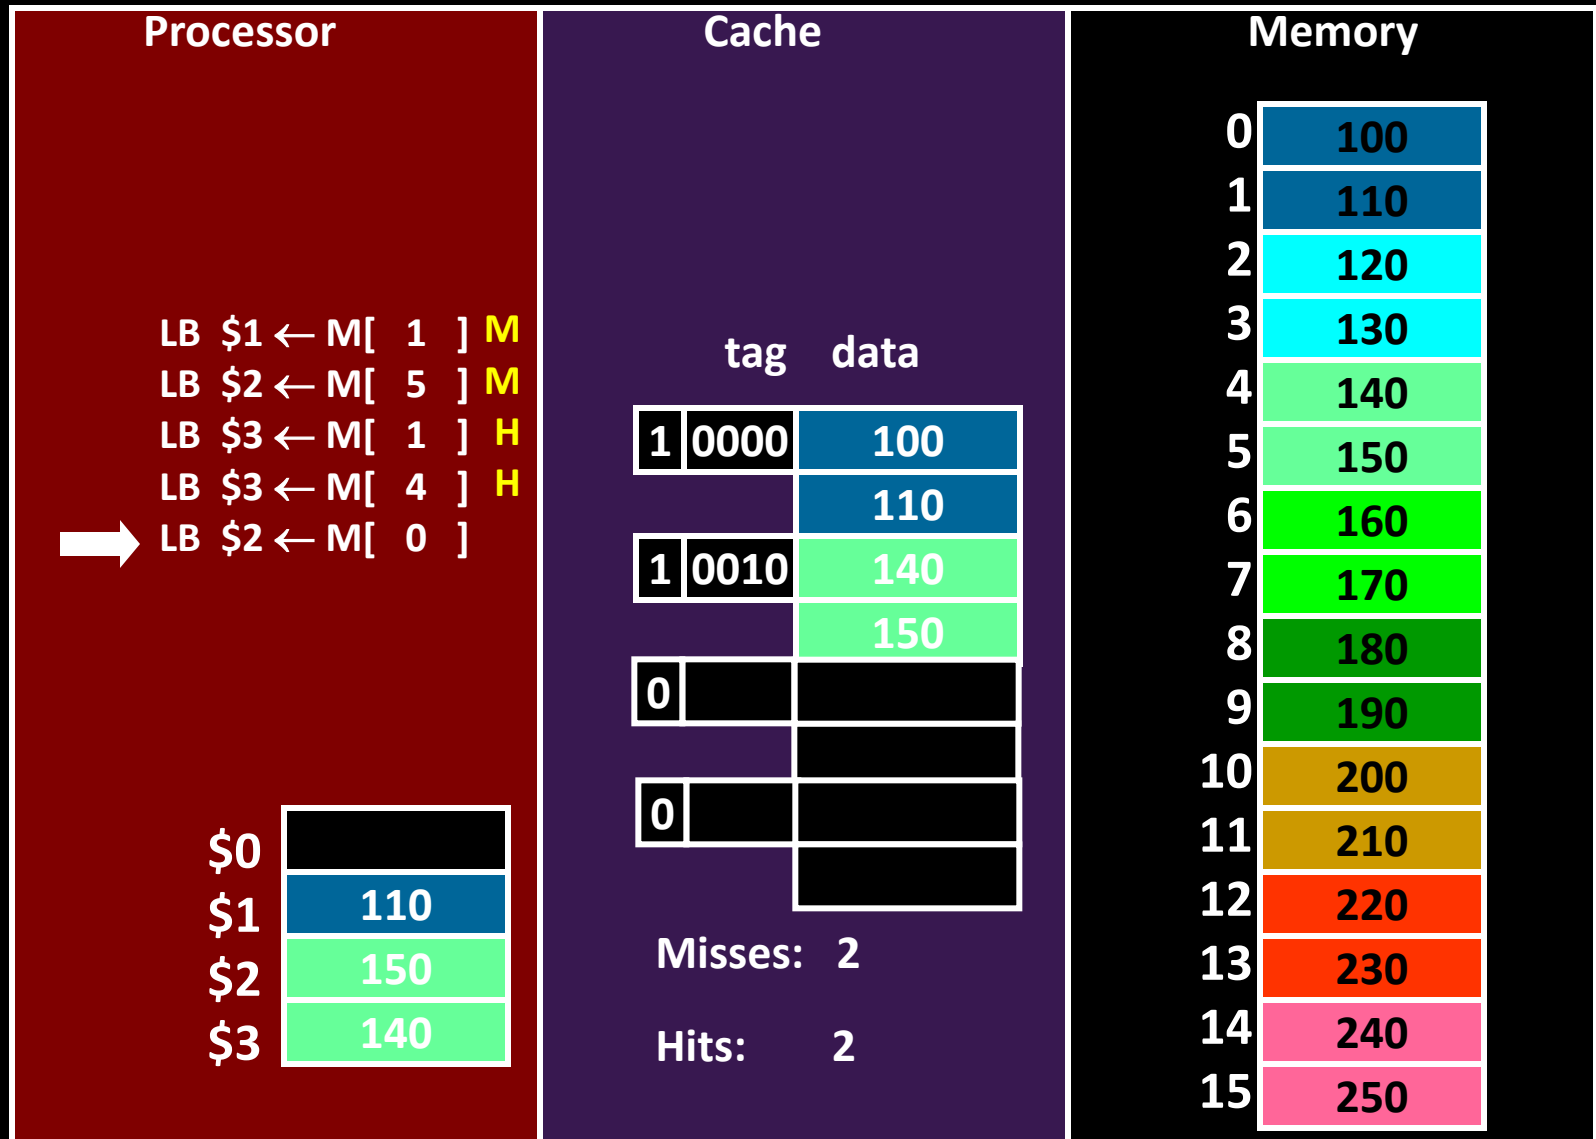 Processor
LB $1 ← M[ 1 ] M
LB $2 ← M[ 5 ] M
LB $3 ← M[ 1 ] H
LB $3 ← M[ 4 ] H
LB $2 ← M[ 0 ]
$0
$1 110
$2 150
$3 140
Cache
tag data
1 0000 100
110
1 0010 140
150
0
0
Misses: 2
Hits: 2
Memory
0 100
1 110
2 120
3 130
4 140
5 150
6 160
7 170
8 180
9 190
10 200
11 210
12 220
13 230
14 240
15 250